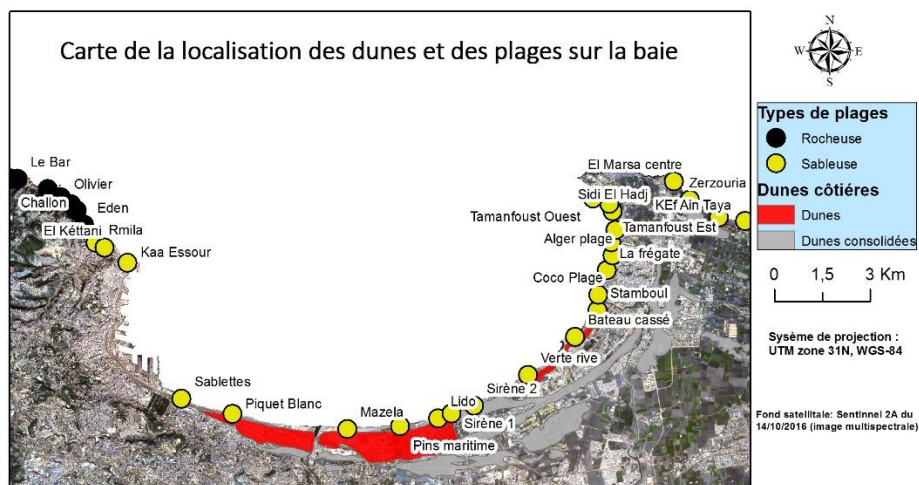 Carte de la localisation des dunes et des plages sur la baie
N
W E
S
Types de plages
Rocheuse
Sableuse
Dunes côtiéres
Dunes
Dunes consolidées
0 1,5 3 Km
Sysème de projection :
UTM zone 31N, WGS-84
Fond satellitale: Sentinnel 2A du
14/10/2016 (image multispectrale)
Le Bar
Olivier
Challon
Eden
El Kéttani
Rmila
Kaa Essour
Sablettes
Piquet Blanc
Mazela
Lido
Sirène 1
Pins maritime
Sirène 2
Verte rive
Bateau cassé
Stamboul
Coco Plage
La frégate
Alger plage
Tamanfoust Est
Tamanfoust Ouest
Sidi El Hadj
El Marsa centre
Zerzouria
KEf Ain Taya